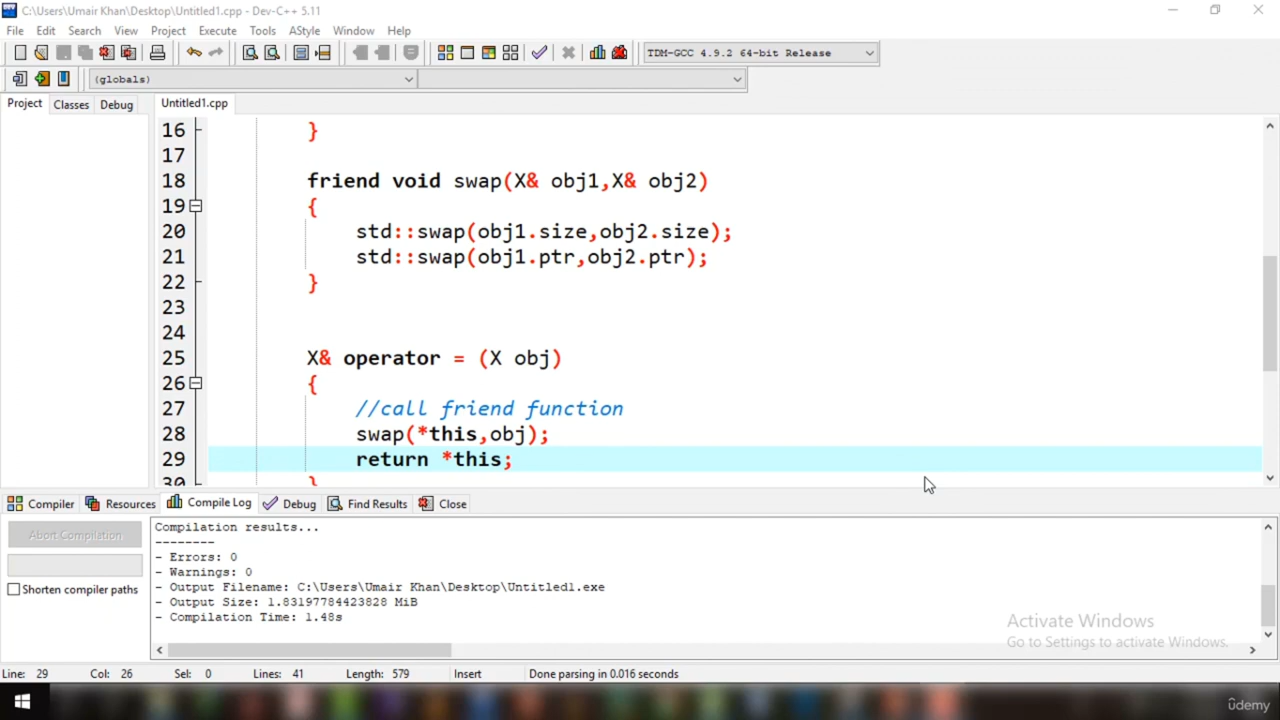 C:\Users\Umair Khan\Desktop\Untitled1.cpp - Dev-C++ 5.11
File Edit Search View Project Execute Tools AStyle Window Help
TDM-GCC 4.9.2 64-bit Release
(globals)
Project Classes Debug Untitled1.cpp
16 }
17
18 friend void swap(X& obj1,X& obj2)
19 {
20 std::swap(obj1.size,obj2.size);
21 std::swap(obj1.ptr,obj2.ptr);
22 }
23
24
25 X& operator = (X obj)
26 {
27 //call friend function
28 swap(*this,obj);
29 return *this;
30 }
Compiler Resources Compile Log Debug Find Results Close
Abort Compilation
Shorten compiler paths
Compilation results...
--------
- Errors: 0
- Warnings: 0
- Output Filename: C:\Users\Umair Khan\Desktop\Untitled1.exe
- Output Size: 1.83197784423828 MiB
- Compilation Time: 1.48s
Activate Windows
Go to Settings to activate Windows.
Line: 29 Col: 26 Sel: 0 Lines: 41 Length: 579 Insert Done parsing in 0.016 seconds
ûdemy